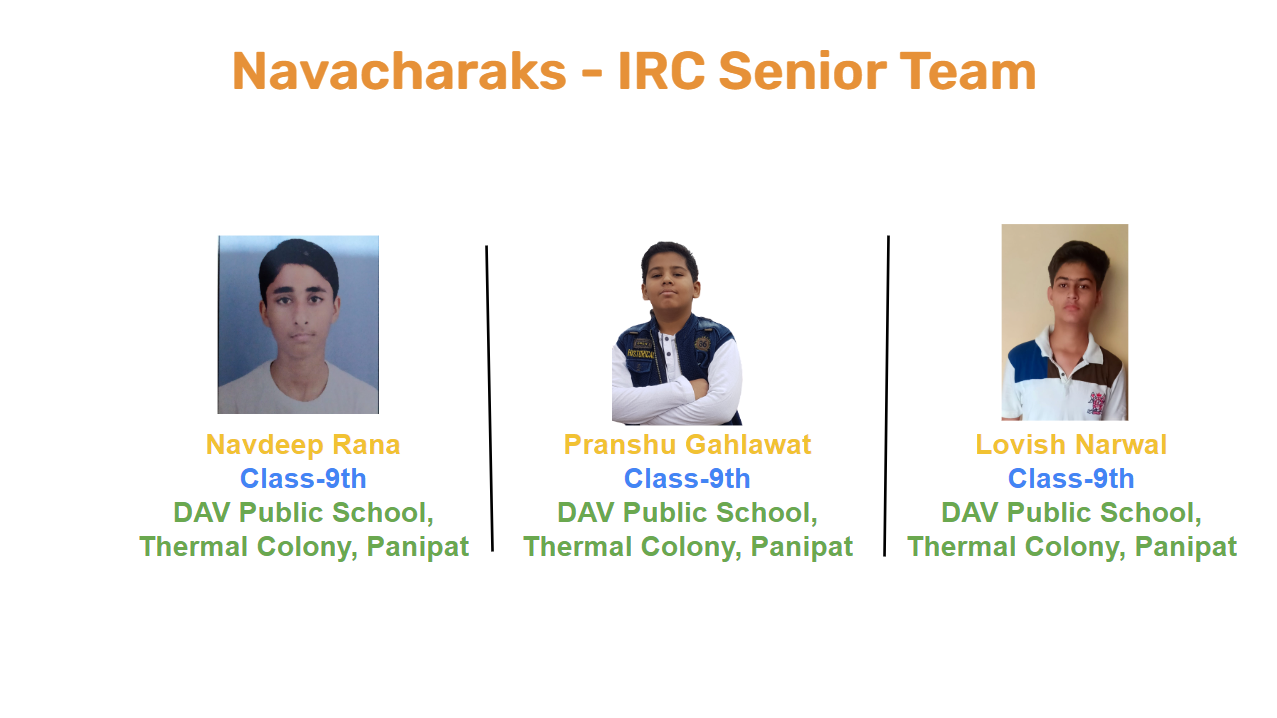 Navacharaks - IRC Senior Team
Navdeep Rana
Class-9th
DAV Public School,
Thermal Colony, Panipat
Pranshu Gahlawat
Class-9th
DAV Public School,
Thermal Colony, Panipat
Lovish Narwal
Class-9th
DAV Public School,
Thermal Colony, Panipat